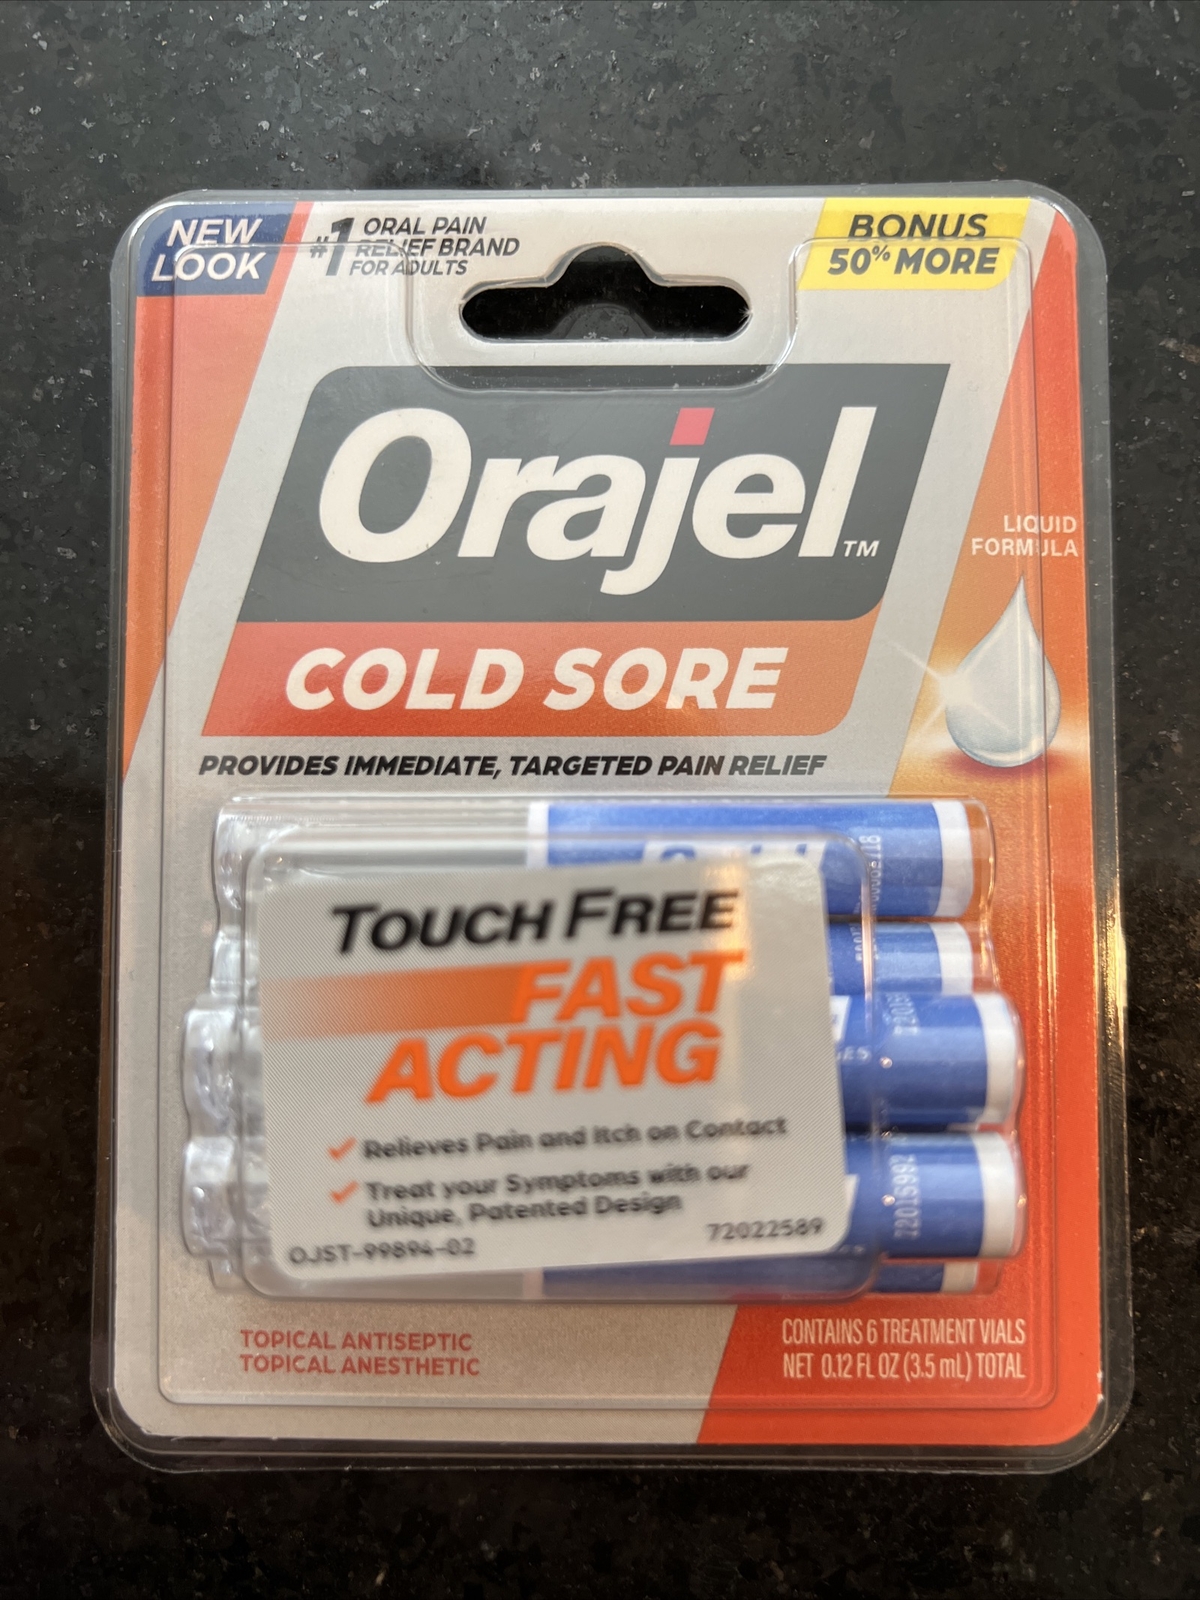 NEW
LOOK
#1 ORAL PAIN
RELIEF BRAND
FOR ADULTS
BONUS
50% MORE
Orajel™
LIQUID
FORMULA
COLD SORE
PROVIDES IMMEDIATE, TARGETED PAIN RELIEF
TOUCH FREE
FAST
ACTING
✓ Relieves Pain and Itch on Contact
✓ Treat your Symptoms with our
Unique, Patented Design
72022589
OJST-99894-02
72016992
TOPICAL ANTISEPTIC
TOPICAL ANESTHETIC
CONTAINS 6 TREATMENT VIALS
NET 0.12 FL OZ (3.5 mL) TOTAL